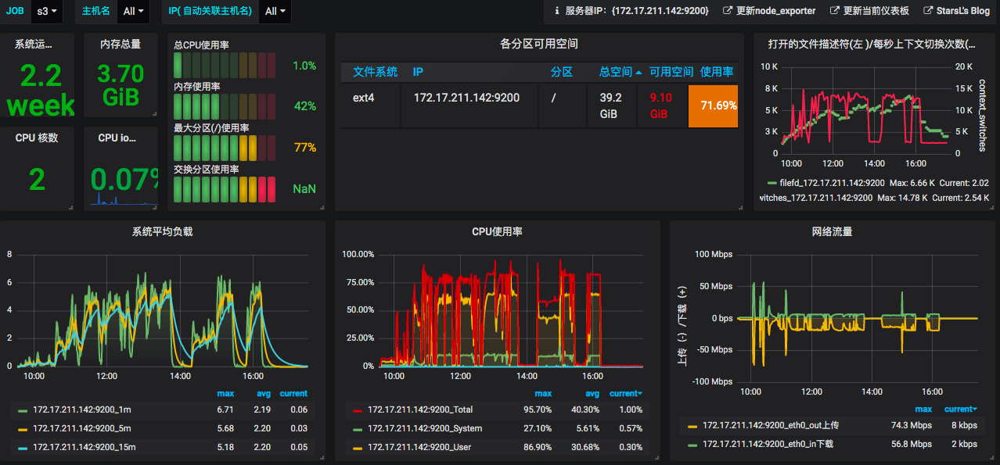 JOB s3 主机名 All IP( 自动关联主机名) All 服务器IP:{172.17.211.142:9200} 更新node_exporter 更新当前仪表板 StarsL's Blog
系统运...
2.2
week
内存总量
3.70
GiB
CPU 核数
2
CPU io...
0.07%
总CPU使用率
1.0%
内存使用率
42%
最大分区(/)使用率
77%
交换分区使用率
NaN
各分区可用空间
文件系统 IP 分区 总空间 可用空间 使用率
ext4 172.17.211.142:9200 / 39.2 GiB 9.10 GiB 71.69%
打开的文件描述符(左 )/每秒上下文切换次数(...
10 K 20 K
8 K 15 K
5 K 10 K
3 K 5 K
0 0
context_switches
10:00 12:00 14:00 16:00
filefd_172.17.211.142:9200 Max: 6.66 K Current: 2.02
vitches_172.17.211.142:9200 Max: 14.78 K Current: 2.54 K
系统平均负载
8
6
4
2
0
10:00 12:00 14:00 16:00
max avg current
172.17.211.142:9200_1m 6.71 2.19 0.06
172.17.211.142:9200_5m 5.68 2.20 0.03
172.17.211.142:9200_15m 5.18 2.20 0.05
CPU使用率
100.00%
75.00%
50.00%
25.00%
0%
10:00 12:00 14:00 16:00
max avg current
172.17.211.142:9200_Total 95.70% 40.30% 1.00%
172.17.211.142:9200_System 27.10% 5.61% 0.57%
172.17.211.142:9200_User 86.90% 30.68% 0.30%
网络流量
100 Mbps
50 Mbps
0 bps
-50 Mbps
-100 Mbps
上传（-）/下载（+）
10:00 12:00 14:00 16:00
max current
172.17.211.142:9200_eth0_out上传 74.3 Mbps 8 kbps
172.17.211.142:9200_eth0_in下载 56.8 Mbps 2 kbps